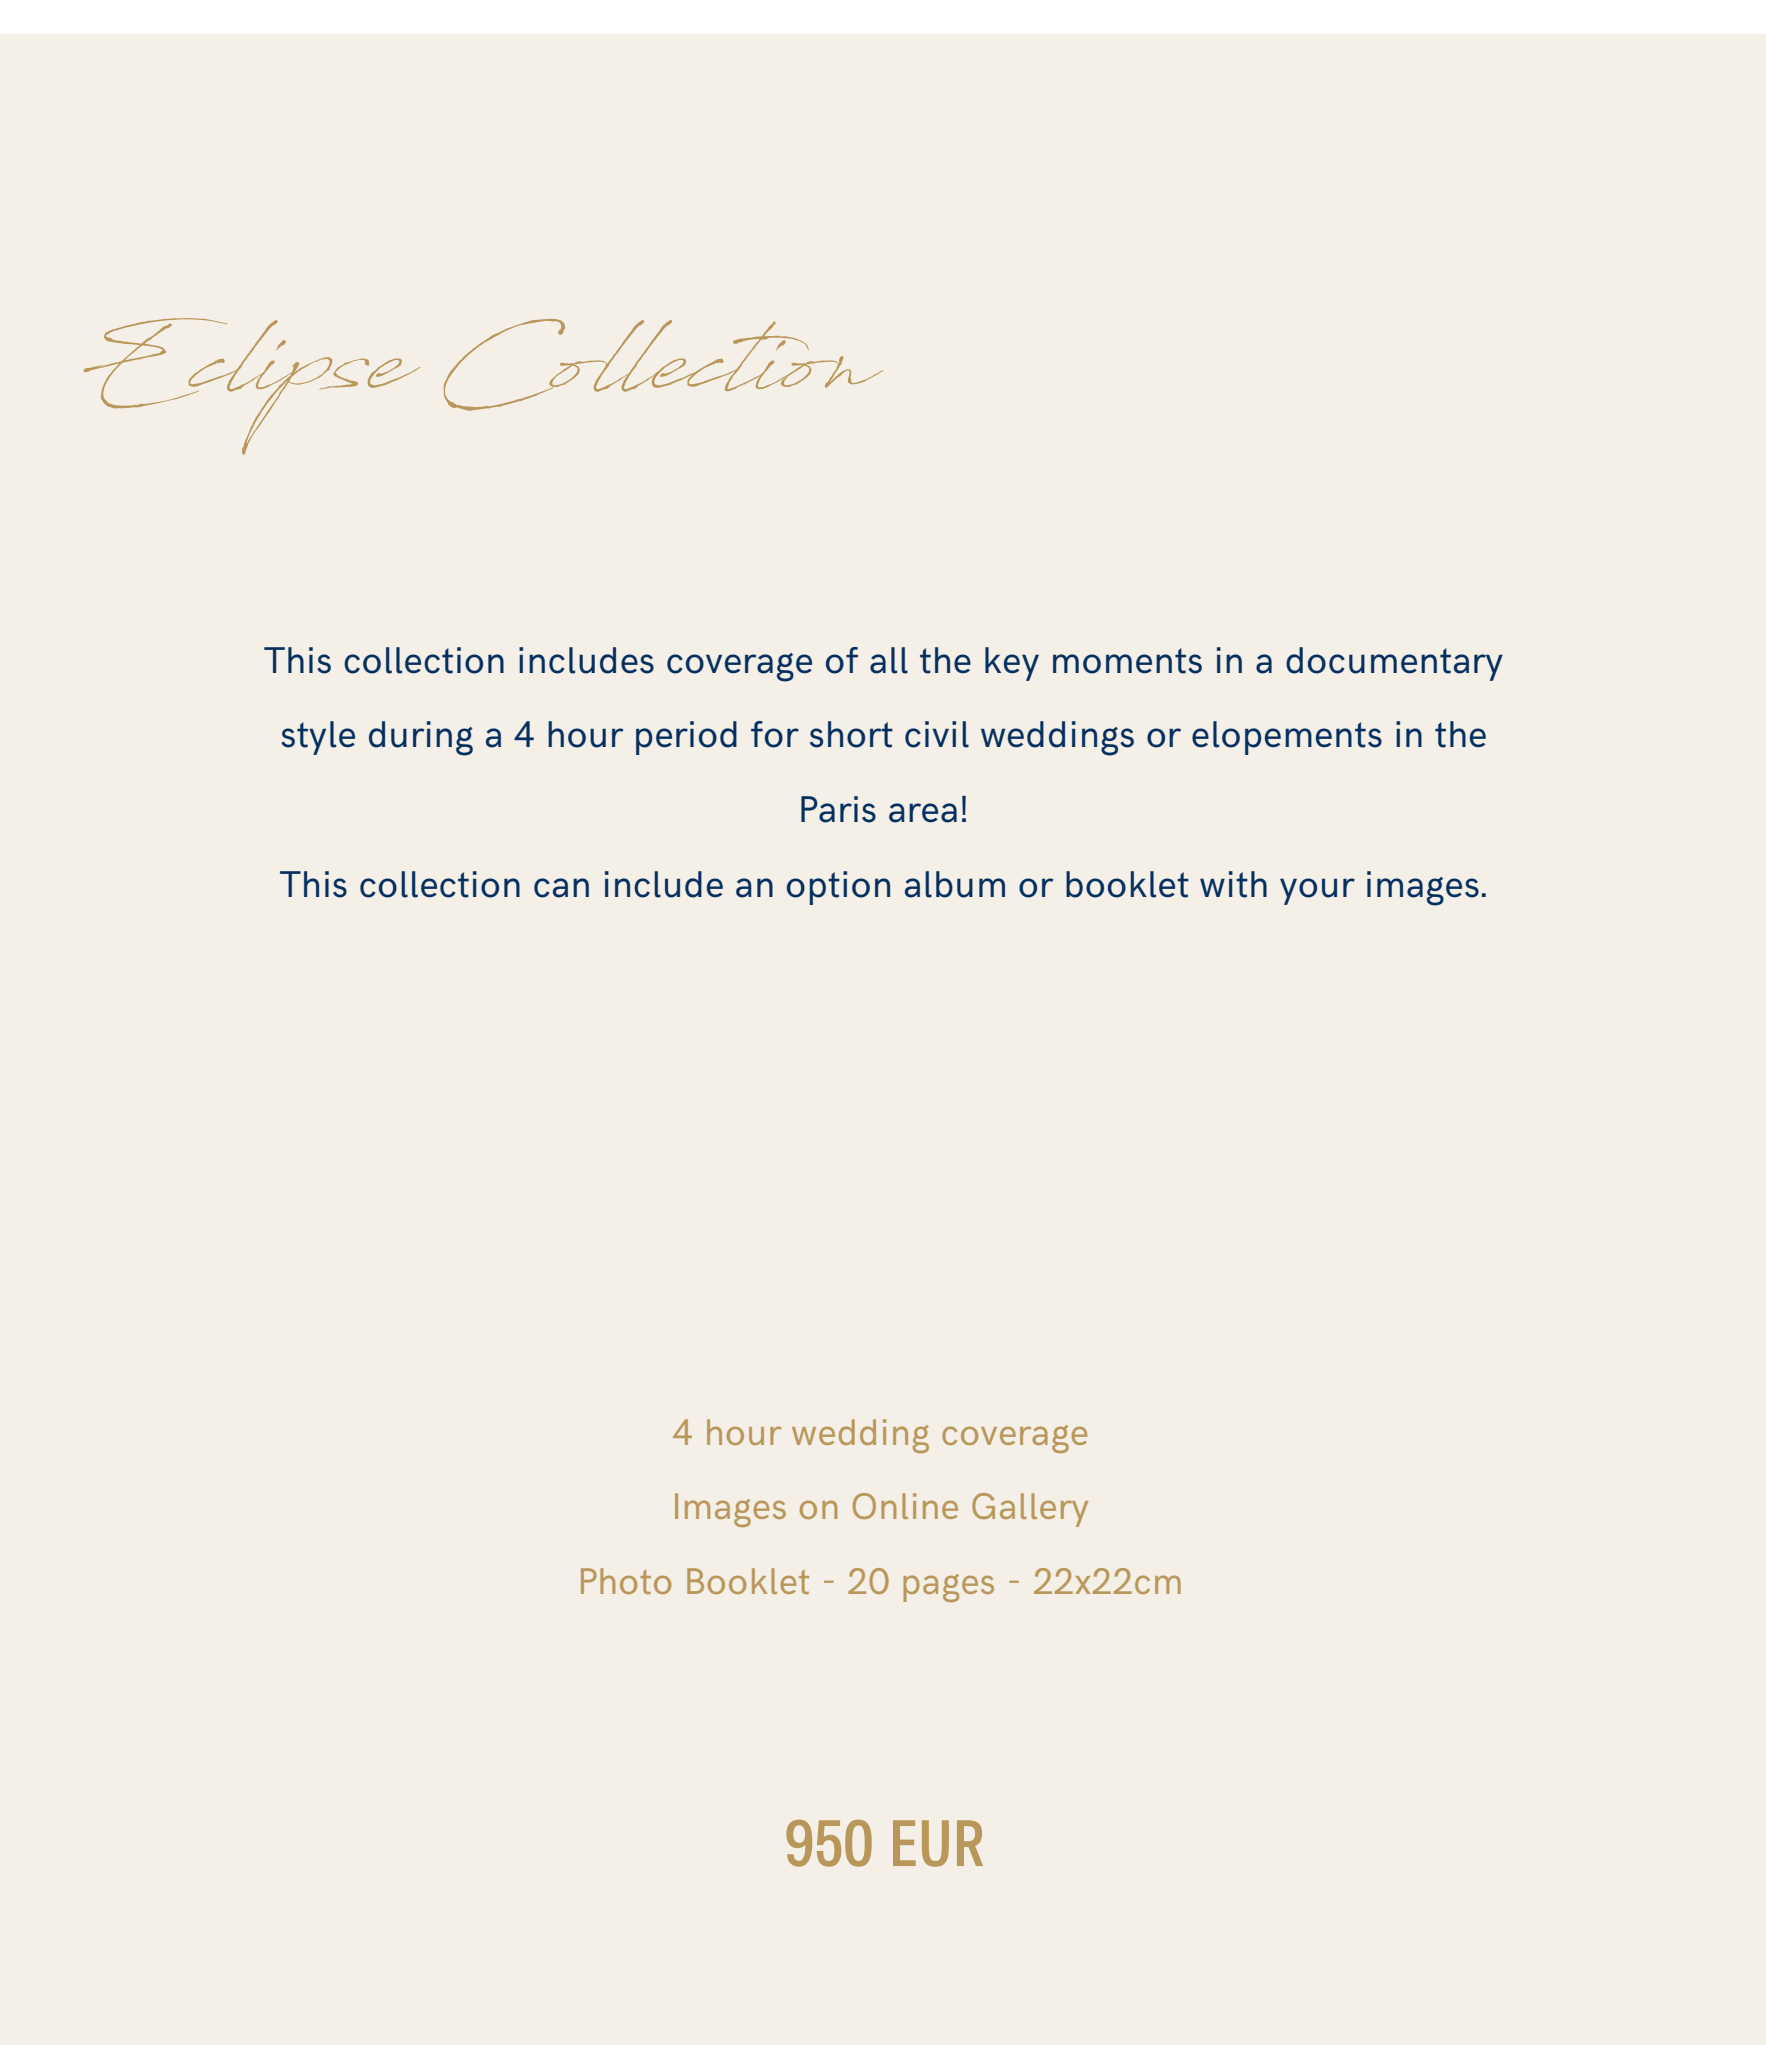 Eclipse Collection
This collection includes coverage of all the key moments in a documentary
style during a 4 hour period for short civil weddings or elopements in the
Paris area!
This collection can include an option album or booklet with your images.
4 hour wedding coverage
Images on Online Gallery
Photo Booklet - 20 pages - 22x22cm
950 EUR